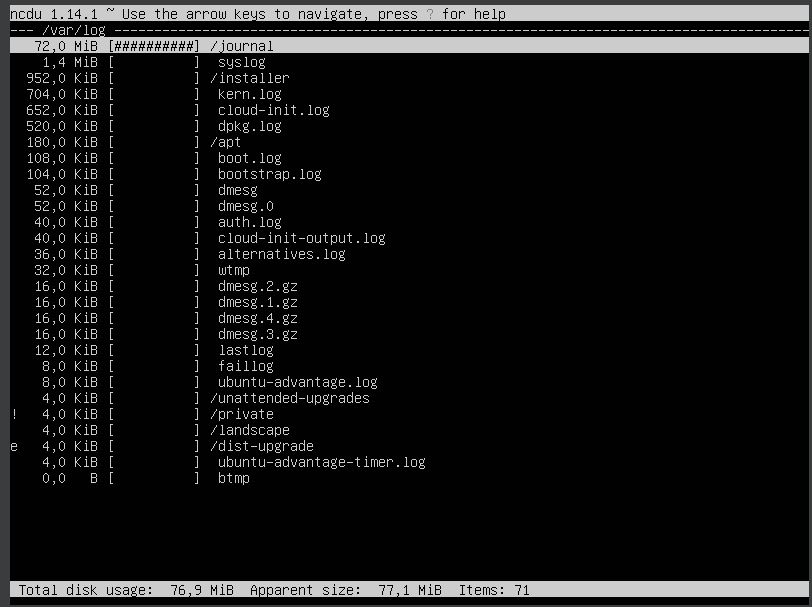 ncdu 1.14.1 ~ Use the arrow keys to navigate, press ? for help
--- /var/log ---------------------------------------------------------------------------------------
   72,0 MiB [##########] /journal
    1,4 MiB [          ]  syslog
  952,0 KiB [          ] /installer
  704,0 KiB [          ]  kern.log
  652,0 KiB [          ]  cloud-init.log
  520,0 KiB [          ]  dpkg.log
  180,0 KiB [          ] /apt
  108,0 KiB [          ]  boot.log
  104,0 KiB [          ]  bootstrap.log
   52,0 KiB [          ]  dmesg
   52,0 KiB [          ]  dmesg.0
   40,0 KiB [          ]  auth.log
   40,0 KiB [          ]  cloud-init-output.log
   36,0 KiB [          ]  alternatives.log
   32,0 KiB [          ]  wtmp
   16,0 KiB [          ]  dmesg.2.gz
   16,0 KiB [          ]  dmesg.1.gz
   16,0 KiB [          ]  dmesg.4.gz
   16,0 KiB [          ]  dmesg.3.gz
   12,0 KiB [          ]  lastlog
    8,0 KiB [          ]  faillog
    8,0 KiB [          ]  ubuntu-advantage.log
    4,0 KiB [          ] /unattended-upgrades
!   4,0 KiB [          ] /private
    4,0 KiB [          ] /landscape
e   4,0 KiB [          ] /dist-upgrade
    4,0 KiB [          ]  ubuntu-advantage-timer.log
    0,0   B [          ]  btmp
 Total disk usage:  76,9 MiB  Apparent size:  77,1 MiB  Items: 71